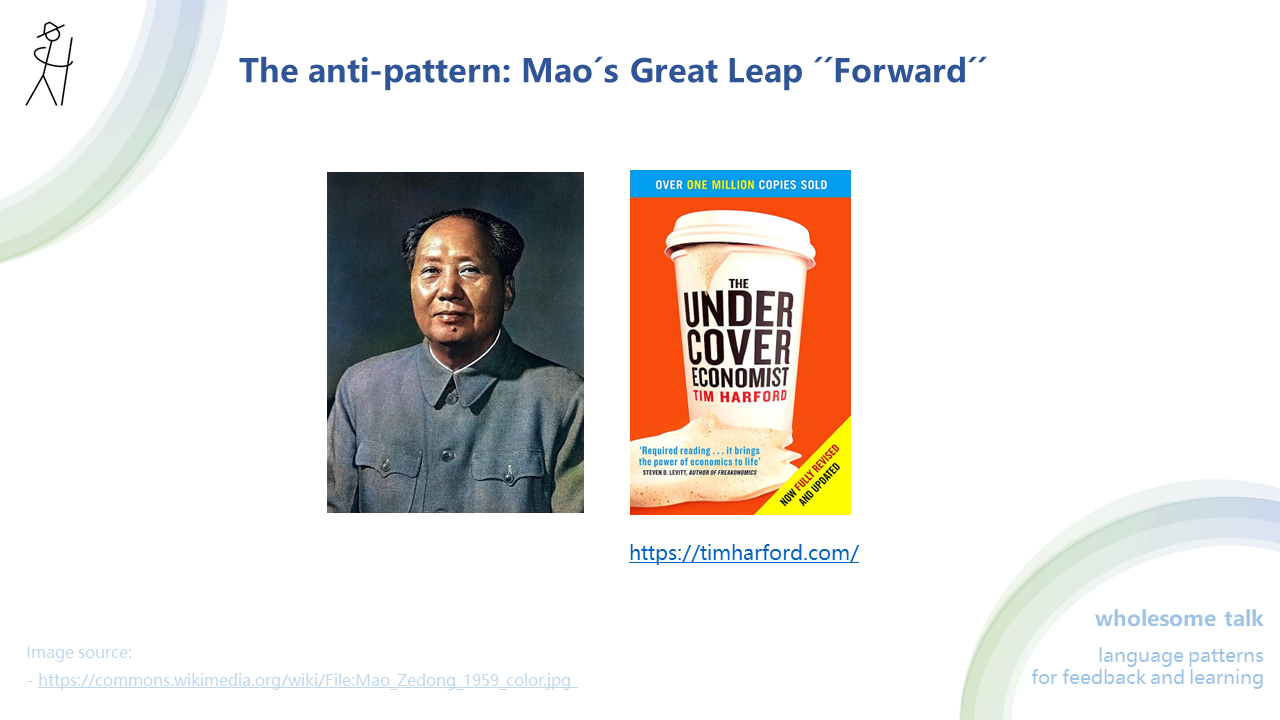 The anti-pattern: Mao´s Great Leap ´´Forward´´
OVER ONE MILLION COPIES SOLD
THE
UNDER
COVER
ECONOMIST
TIM HARFORD
‘Required reading . . . it brings
the power of economics to life’
STEVEN D. LEVITT, AUTHOR OF FREAKONOMICS
NOW FULLY REVISED
AND UPDATED
https://timharford.com/
wholesome talk
language patterns
for feedback and learning
Image source:
- https://commons.wikimedia.org/wiki/File:Mao_Zedong_1959_color.jpg